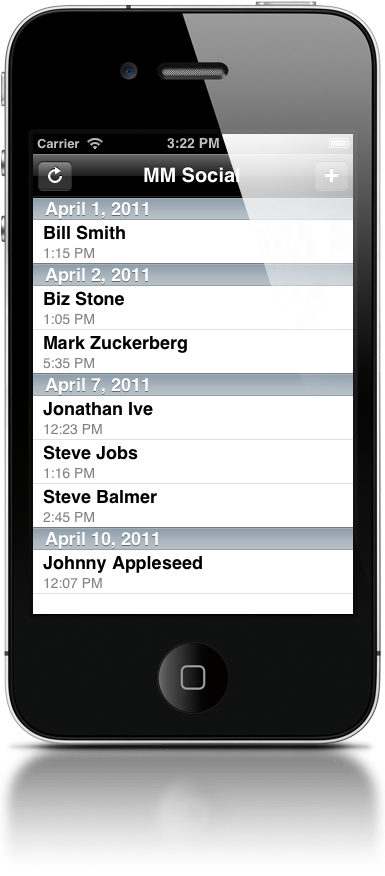 Carrier 3:22 PM
MM Social
April 1, 2011
Bill Smith
1:15 PM
April 2, 2011
Biz Stone
1:05 PM
Mark Zuckerberg
5:35 PM
April 7, 2011
Jonathan Ive
12:23 PM
Steve Jobs
1:16 PM
Steve Balmer
2:45 PM
April 10, 2011
Johnny Appleseed
12:07 PM